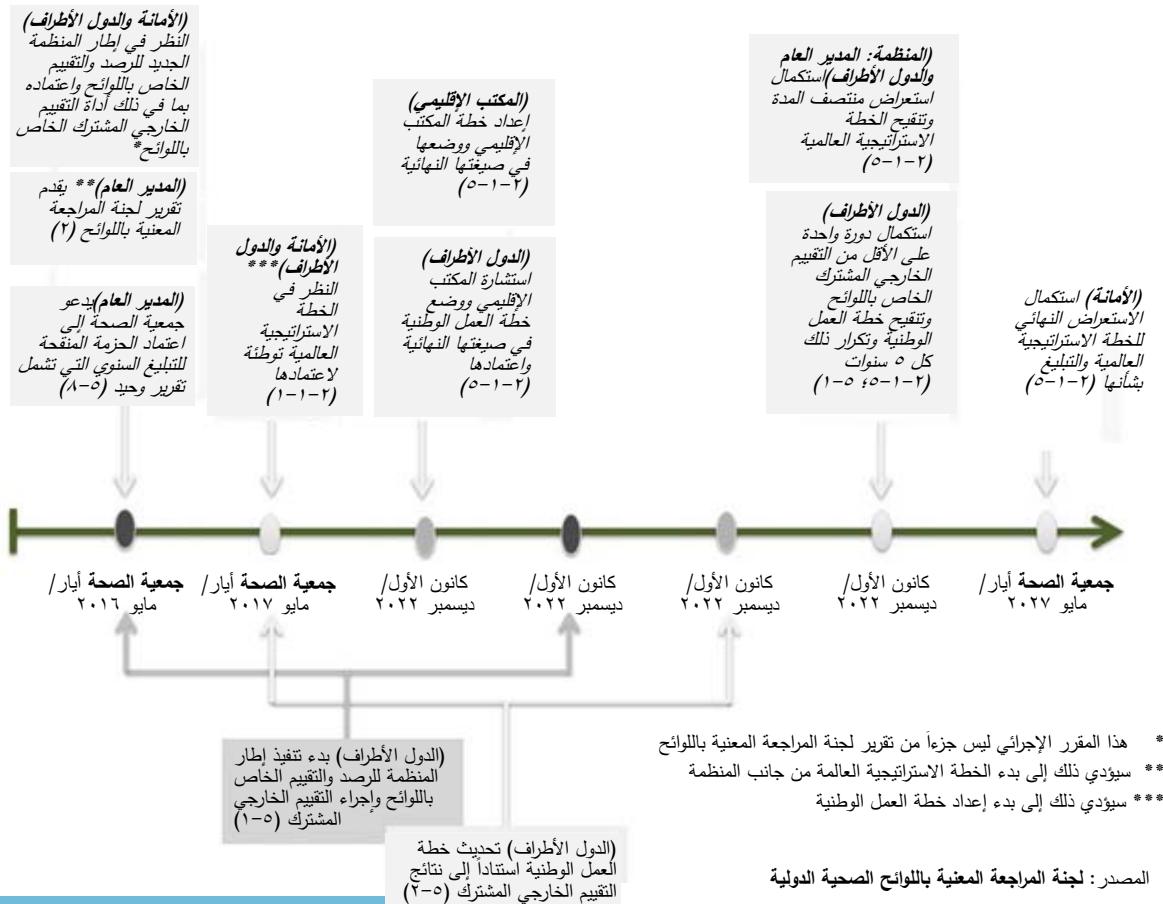 (الأمانة والدول الأطراف)
النظر في إطار المنظمة
الجديد للرصد والتقييم
الخاص باللوائح واعتماده
بما في ذلك أداة التقييم
الخارجي المشترك الخاص
باللوائح*
(المدير العام)** يقدم
تقرير لجنة المراجعة
المعنية باللوائح (٢)
(المدير العام)يدعو
جمعية الصحة إلى
اعتماد الحزمة المنقحة
للتبليغ السنوي التي تشمل
تقرير وحيد (٥-٨)
(الأمانة والدول
الأطراف)***
النظر في
الخطة
الاستراتيجية
العالمية توطئة
لاعتمادها
(٢-١-١)
(المكتب الإقليمي)
إعداد خطة المكتب
الإقليمي ووضعها
في صيغتها النهائية
(٢-١-٥)
(الدول الأطراف)
استشارة المكتب
الإقليمي ووضع
خطة العمل الوطنية
في صيغتها النهائية
واعتمادها
(٢-١-٥)
(المنظمة: المدير العام
والدول الأطراف)استكمال
استعراض منتصف المدة
وتنقيح الخطة
الاستراتيجية العالمية
(٢-١-٥)
(الدول الأطراف)
استكمال دورة واحدة
على الأقل من التقييم
الخارجي المشترك
الخاص باللوائح
وتنقيح خطة العمل
الوطنية وتكرار ذلك
كل ٥ سنوات
(٢-١-٥؛ ٥-١)
(الأمانة) استكمال
الاستعراض النهائي
للخطة الاستراتيجية
العالمية والتبليغ
بشأنها (٢-١-٥)
جمعية الصحة أيار/
مايو ٢٠١٦
جمعية الصحة أيار/
مايو ٢٠١٧
كانون الأول/
ديسمبر ٢٠٢٢
كانون الأول/
ديسمبر ٢٠٢٢
كانون الأول/
ديسمبر ٢٠٢٢
كانون الأول/
ديسمبر ٢٠٢٢
جمعية الصحة أيار/
مايو ٢٠٢٧
(الدول الأطراف) بدء تنفيذ إطار
المنظمة للرصد والتقييم الخاص
باللوائح وإجراء التقييم الخارجي
المشترك (٥-١)
(الدول الأطراف) تحديث خطة
العمل الوطنية استناداً إلى نتائج
التقييم الخارجي المشترك (٥-٢)
* هذا المقرر الإجرائي ليس جزءاً من تقرير لجنة المراجعة المعنية باللوائح
** سيؤدي ذلك إلى بدء الخطة الاستراتيجية العالمة من جانب المنظمة
*** سيؤدي ذلك إلى بدء إعداد خطة العمل الوطنية
المصدر: لجنة المراجعة المعنية باللوائح الصحية الدولية